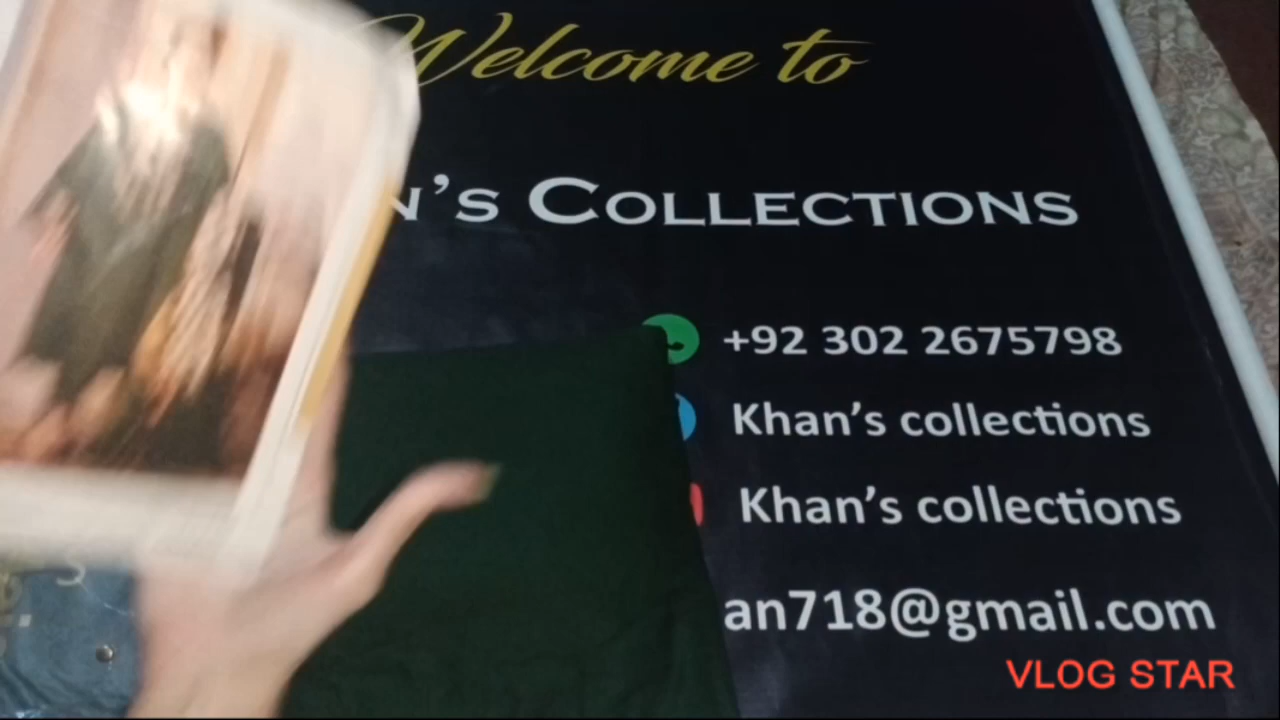 Welcome to
N's COLLECTIONS
+92 302 2675798
Khan's collections
Khan's collections
an718@gmail.com
VLOG STAR